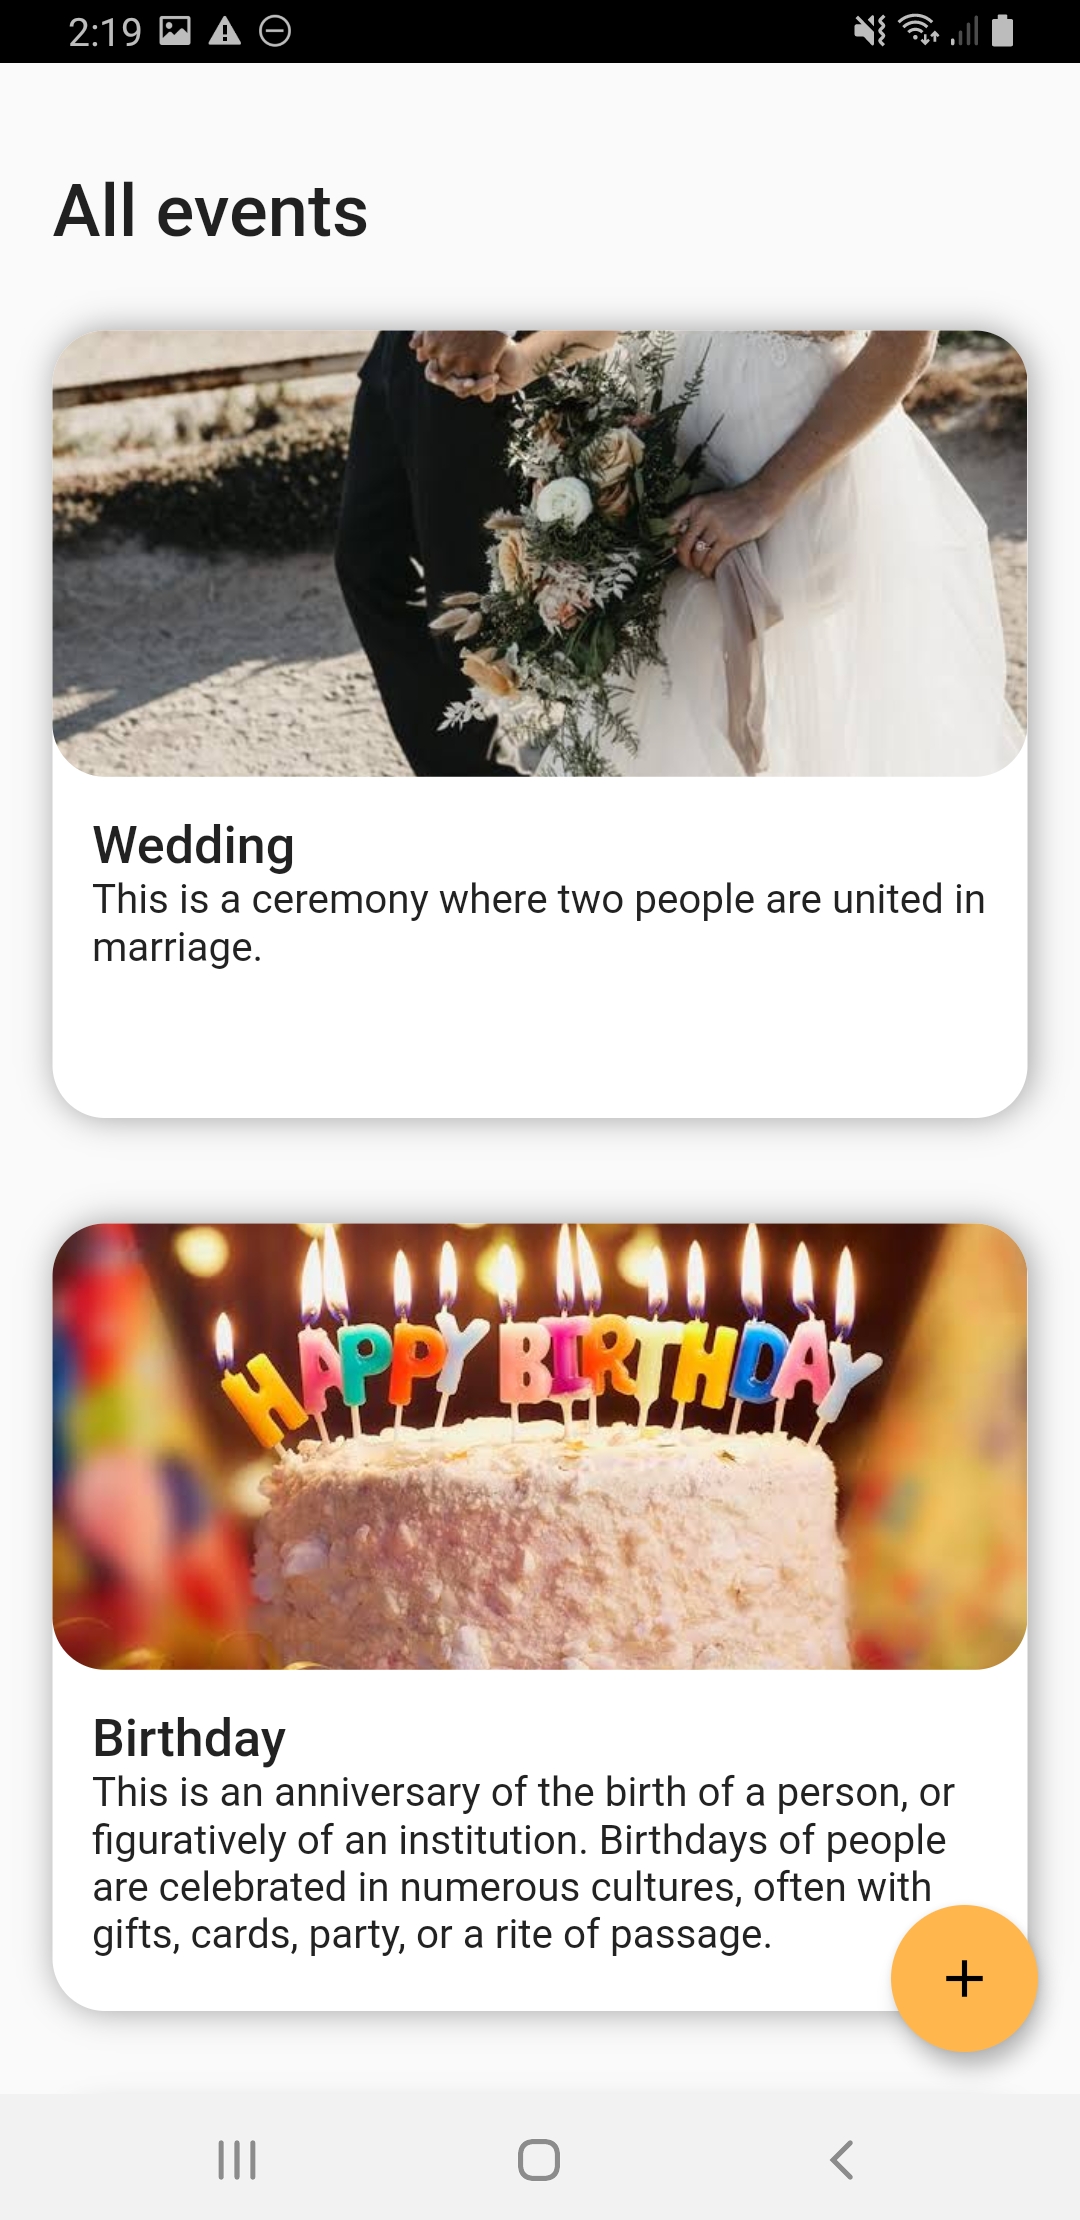 2:19
All events
Wedding
This is a ceremony where two people are united in
marriage.
HAPPY BIRTHDAY
Birthday
This is an anniversary of the birth of a person, or
figuratively of an institution. Birthdays of people
are celebrated in numerous cultures, often with
gifts, cards, party, or a rite of passage.
+